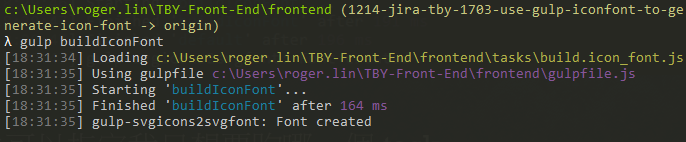 c:\Users\roger.lin\TBY-Front-End\frontend (1214-jira-tby-1703-use-gulp-iconfont-to-ge
nerate-icon-font -> origin)
λ gulp buildIconFont
[18:31:34] Loading c:\Users\roger.lin\TBY-Front-End\frontend\tasks\build.icon_font.js
[18:31:35] Using gulpfile c:\Users\roger.lin\TBY-Front-End\frontend\gulpfile.js
[18:31:35] Starting 'buildIconFont'...
[18:31:35] Finished 'buildIconFont' after 164 ms
[18:31:35] gulp-svgicons2svgfont: Font created